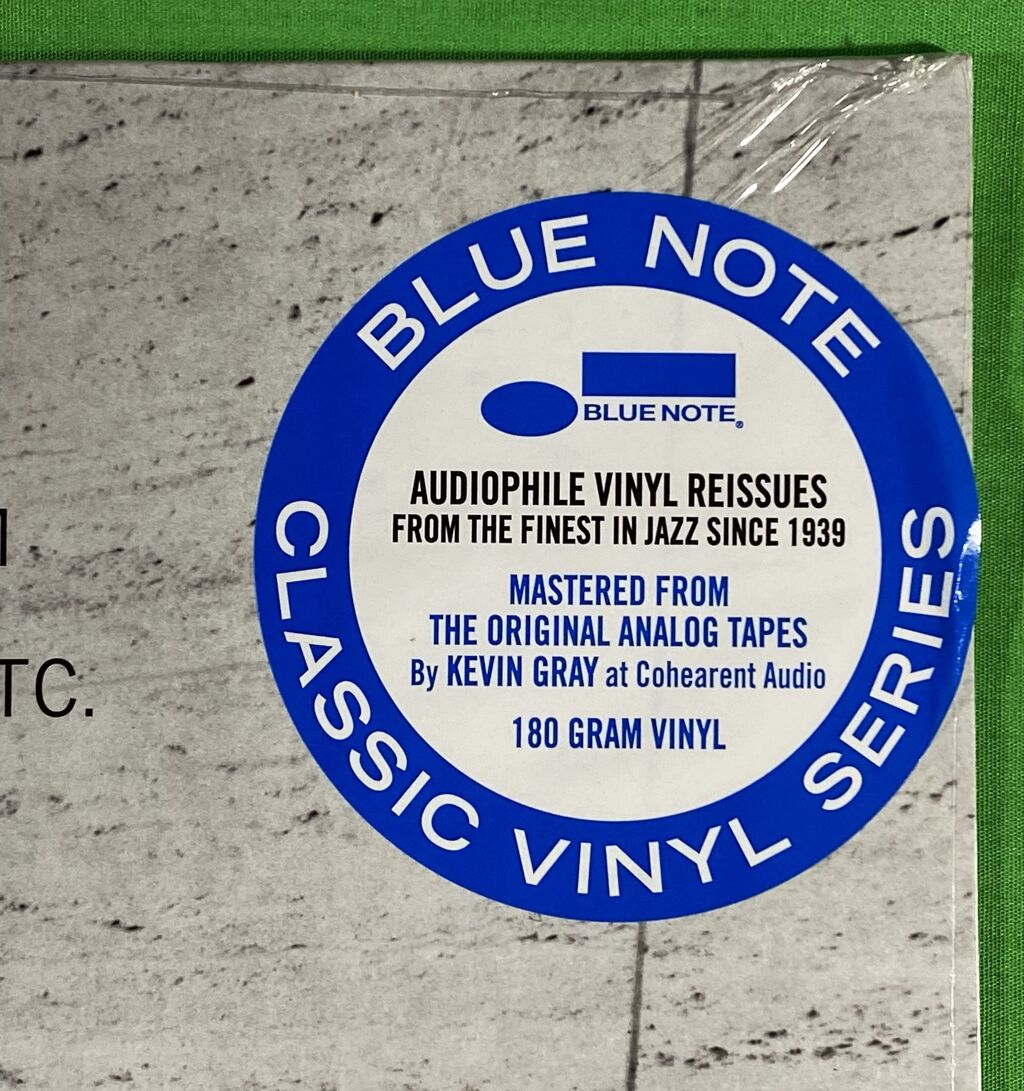 BLUE NOTE
BLUE NOTE®
AUDIOPHILE VINYL REISSUES
FROM THE FINEST IN JAZZ SINCE 1939
MASTERED FROM
THE ORIGINAL ANALOG TAPES
By KEVIN GRAY at Cohearent Audio
180 GRAM VINYL
CLASSIC VINYL SERIES
TC.